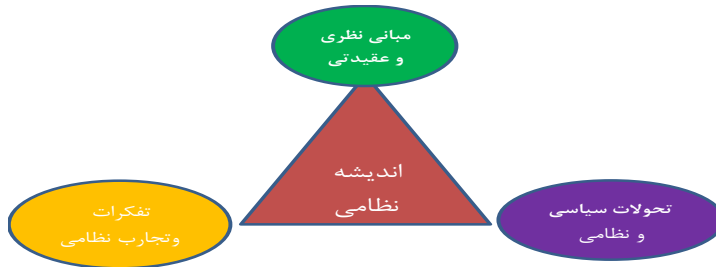 مبانی نظری
و عقیدتی
اندیشه
نظامی
تحولات سیاسی
و نظامی
تفکرات
وتجارب نظامی